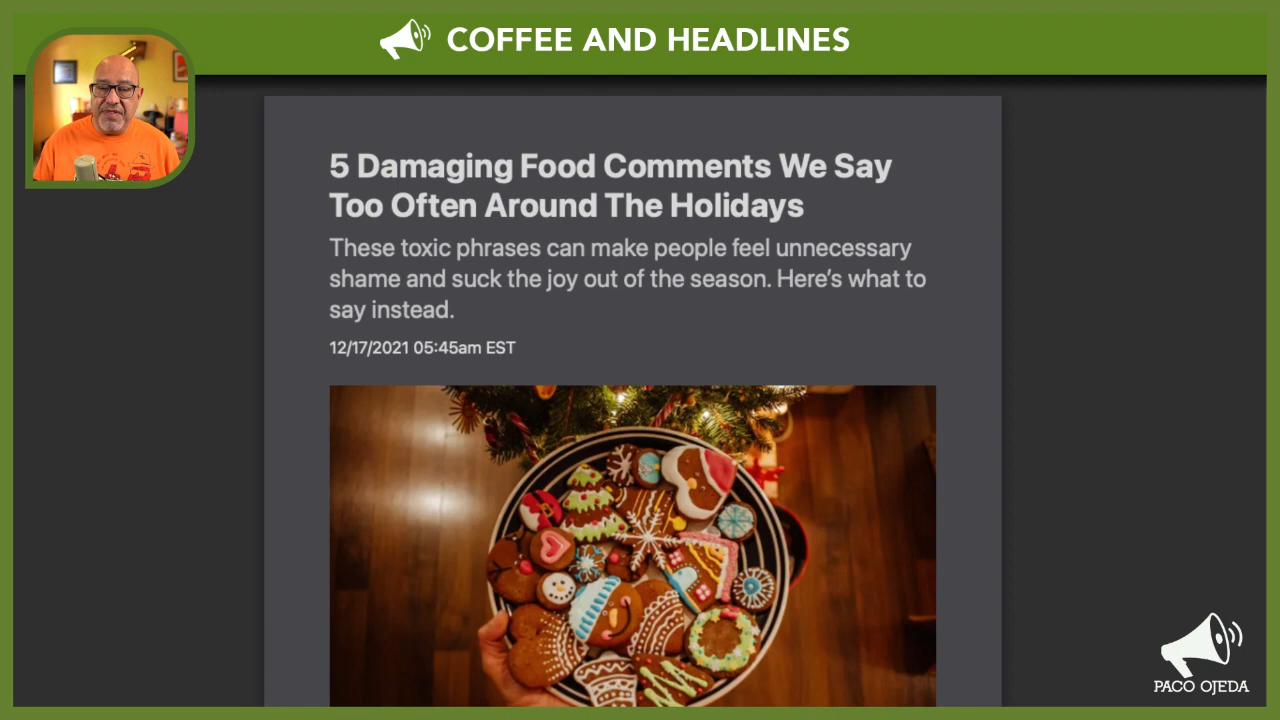 COFFEE AND HEADLINES
5 Damaging Food Comments We Say
Too Often Around The Holidays
These toxic phrases can make people feel unnecessary
shame and suck the joy out of the season. Here’s what to
say instead.
12/17/2021 05:45am EST
PACO OJEDA